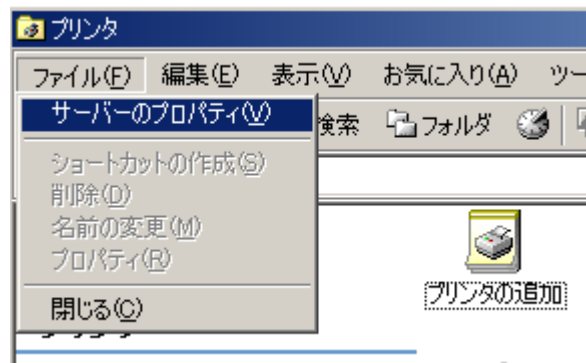 プリンタ
ファイル(F) 編集(E) 表示(V) お気に入り(A)
サーバーのプロパティ(V)
検索 フォルダ
ショートカットの作成(S)
削除(D)
名前の変更(M)
プロパティ(R)
閉じる(C)
プリンタの追加